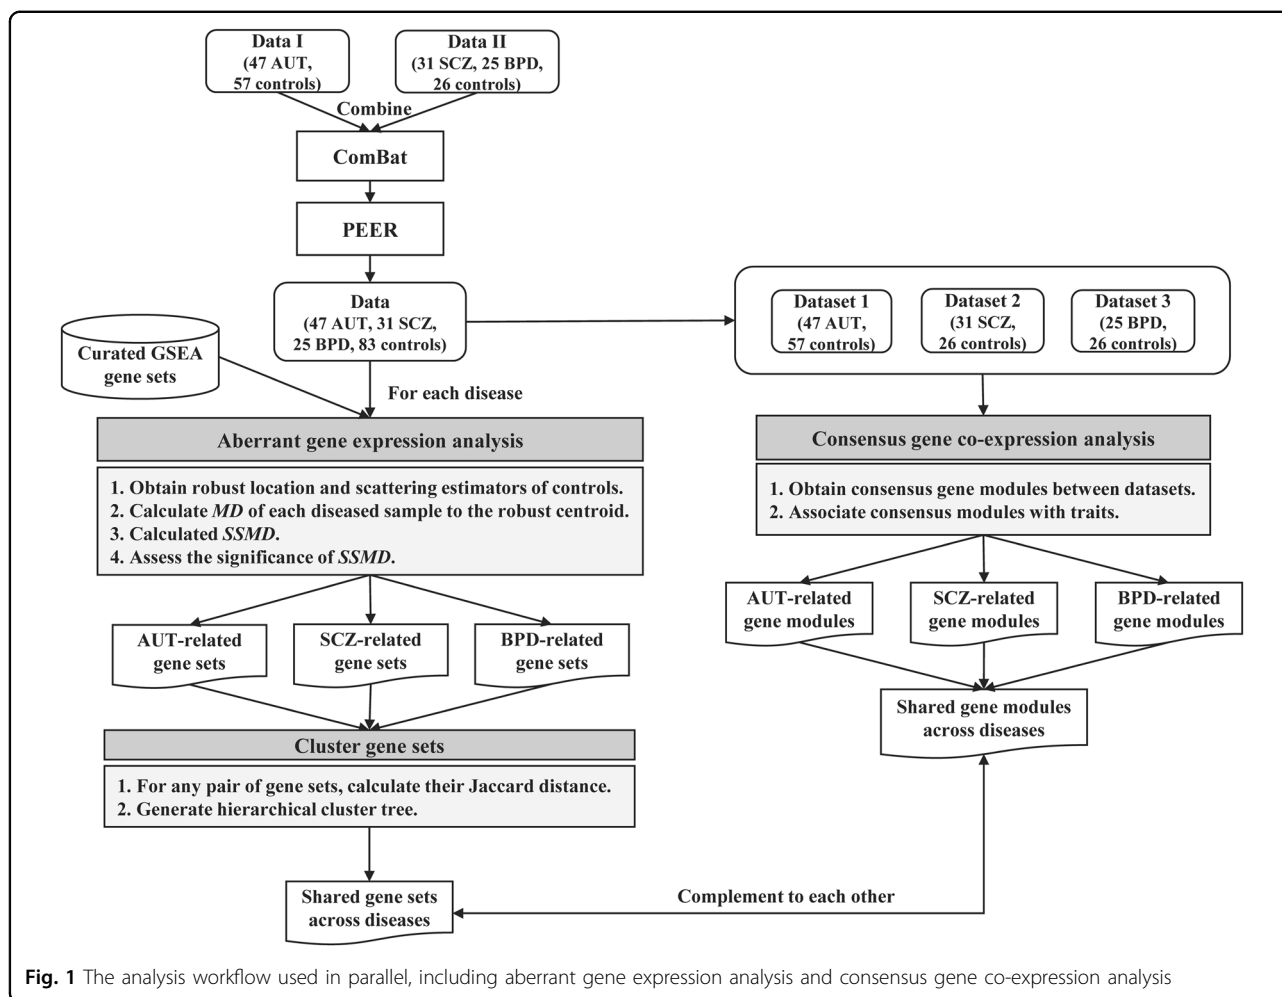 Data I
(47 AUT,
57 controls)
Data II
(31 SCZ, 25 BPD,
26 controls)
Combine
ComBat
PEER
Data
(47 AUT, 31 SCZ,
25 BPD, 83 controls)
Dataset 1
(47 AUT,
57 controls)
Dataset 2
(31 SCZ,
26 controls)
Dataset 3
(25 BPD,
26 controls)
Curated GSEA
gene sets
For each disease
Aberrant gene expression analysis
1. Obtain robust location and scattering estimators of controls.
2. Calculate MD of each diseased sample to the robust centroid.
3. Calculated SSMD.
4. Assess the significance of SSMD.
Consensus gene co-expression analysis
1. Obtain consensus gene modules between datasets.
2. Associate consensus modules with traits.
AUT-related
gene sets
SCZ-related
gene sets
BPD-related
gene sets
AUT-related
gene modules
SCZ-related
gene modules
BPD-related
gene modules
Cluster gene sets
1. For any pair of gene sets, calculate their Jaccard distance.
2. Generate hierarchical cluster tree.
Shared gene modules
across diseases
Shared gene sets
across diseases
Complement to each other
Fig. 1 The analysis workflow used in parallel, including aberrant gene expression analysis and consensus gene co-expression analysis